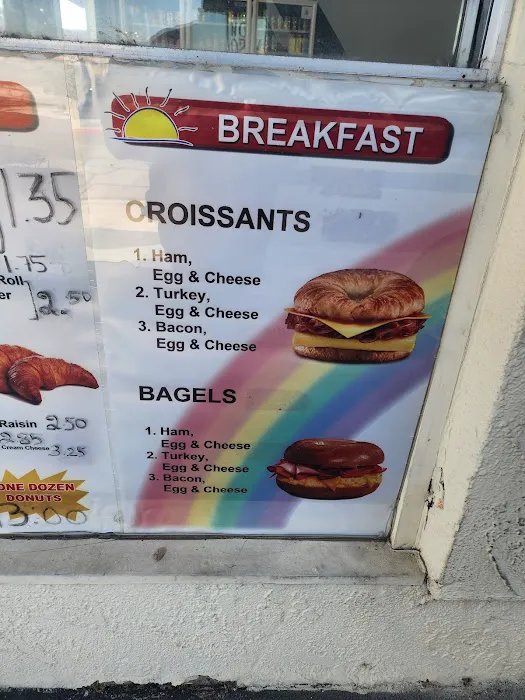 1.35
1.75
Roll
er
2.50
Raisin 2.50
2.85
Cream Cheese 3.25
ONE DOZEN
DONUTS
13.00
BREAKFAST
CROISSANTS
1. Ham,
Egg & Cheese
2. Turkey,
Egg & Cheese
3. Bacon,
Egg & Cheese
BAGELS
1. Ham,
Egg & Cheese
2. Turkey,
Egg & Cheese
3. Bacon,
Egg & Cheese